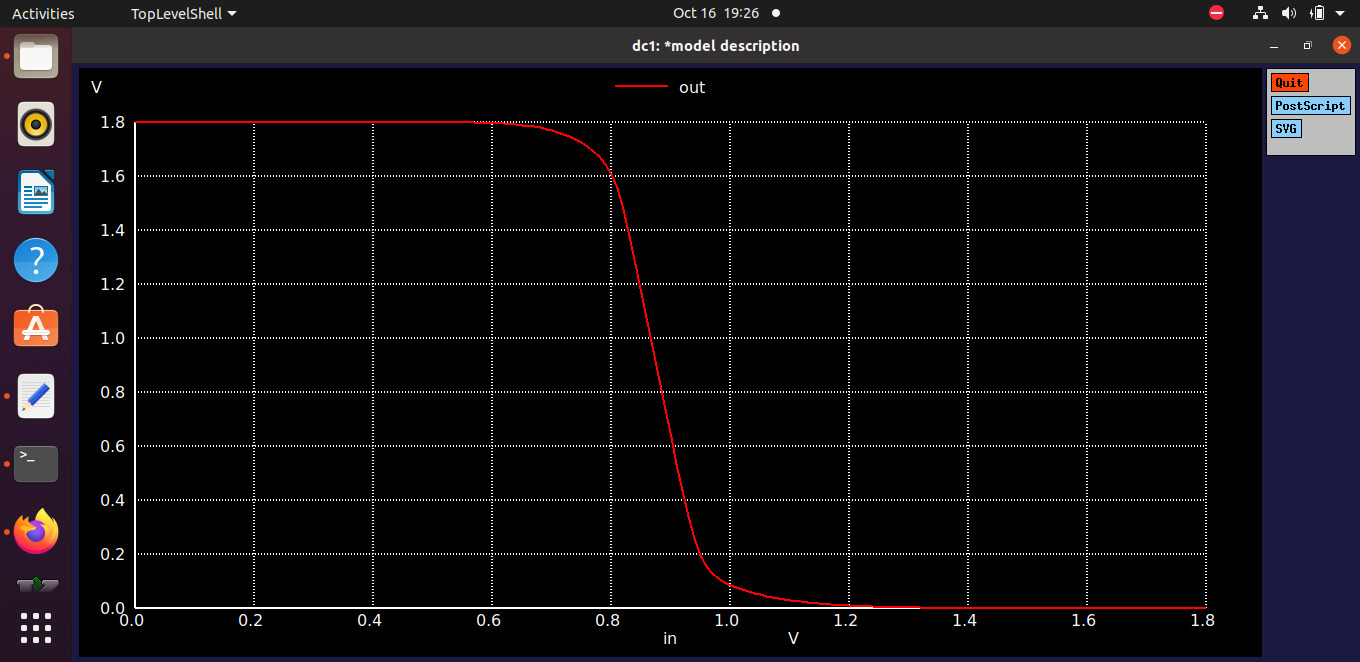 Activities
TopLevelShell
Oct 16 19:26
dc1: *model description
V
out
Quit
PostScript
SVG
1.8
1.6
1.4
1.2
1.0
0.8
0.6
0.4
0.2
0.0
0.0 0.2 0.4 0.6 0.8 1.0 1.2 1.4 1.6 1.8
in V